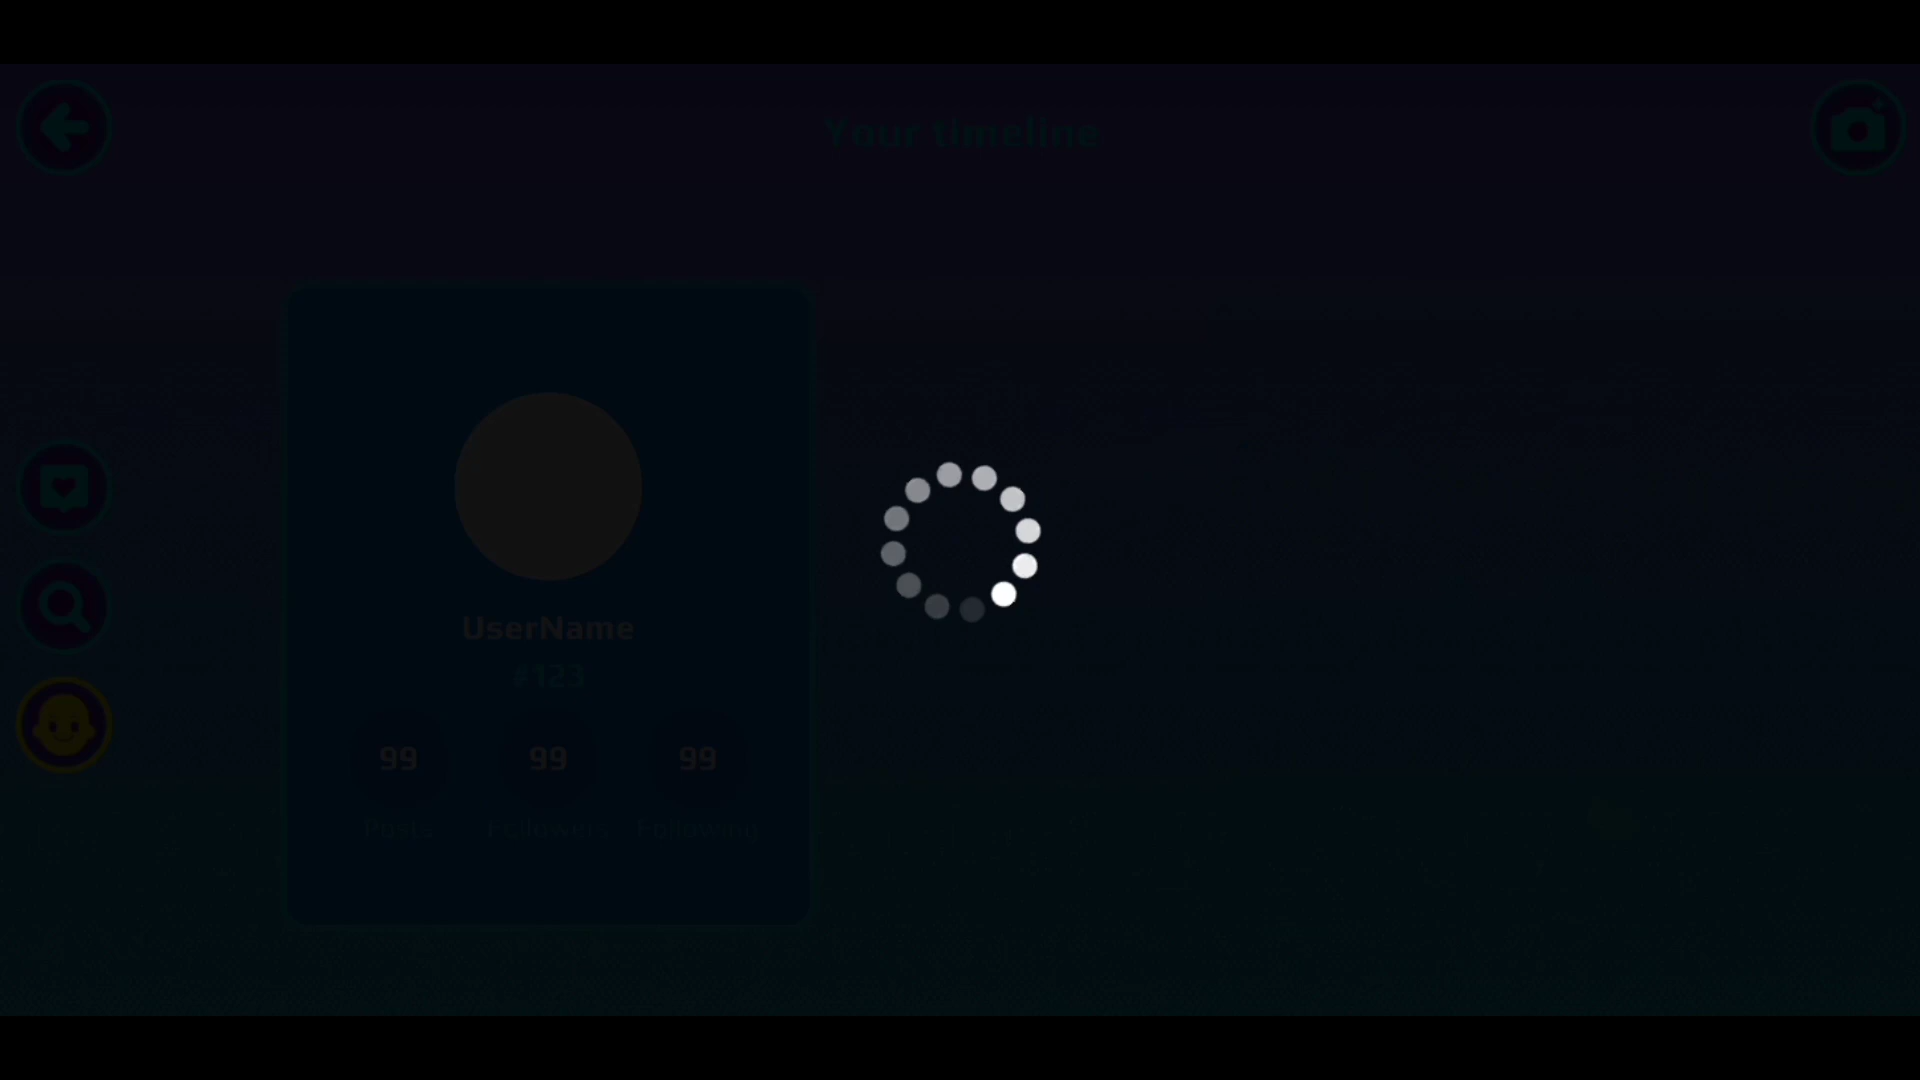 Your timeline
UserName
#123
99 99 99
Posts Followers Following